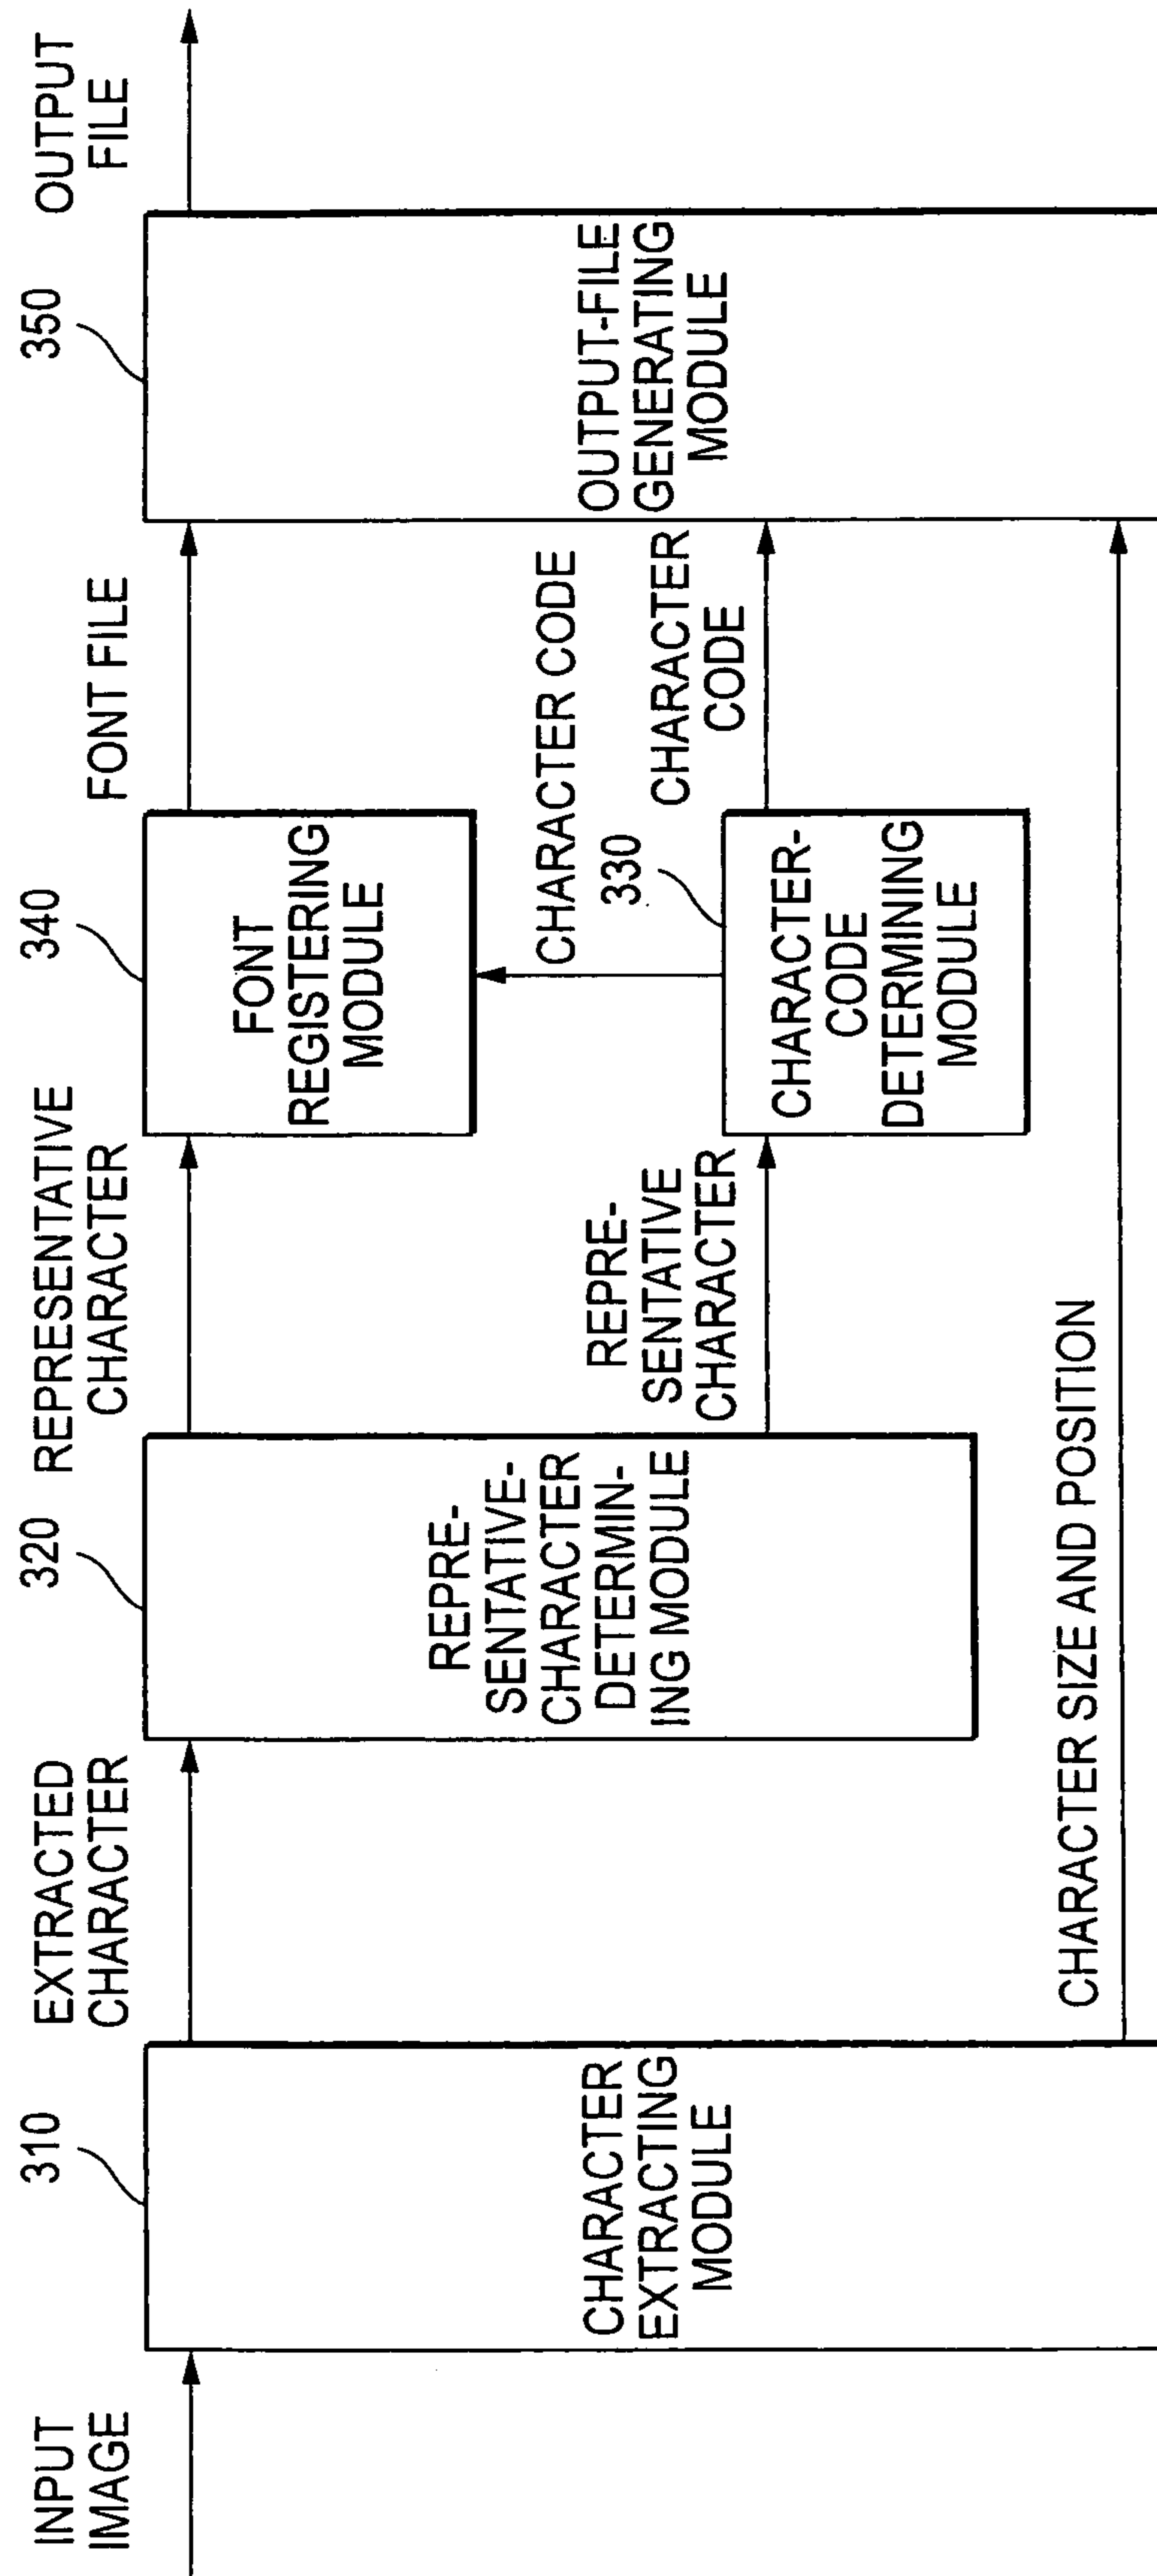 INPUT
IMAGE
310
CHARACTER
EXTRACTING
MODULE
EXTRACTED
CHARACTER
CHARACTER SIZE AND POSITION
320
REPRE-
SENTATIVE-
CHARACTER
DETERMIN-
ING MODULE
REPRESENTATIVE
CHARACTER
REPRE-
SENTATIVE
CHARACTER
340
FONT
REGISTERING
MODULE
CHARACTER CODE
330
CHARACTER-
CODE
DETERMINING
MODULE
FONT FILE
CHARACTER
CODE
350
OUTPUT-FILE
GENERATING
MODULE
OUTPUT
FILE